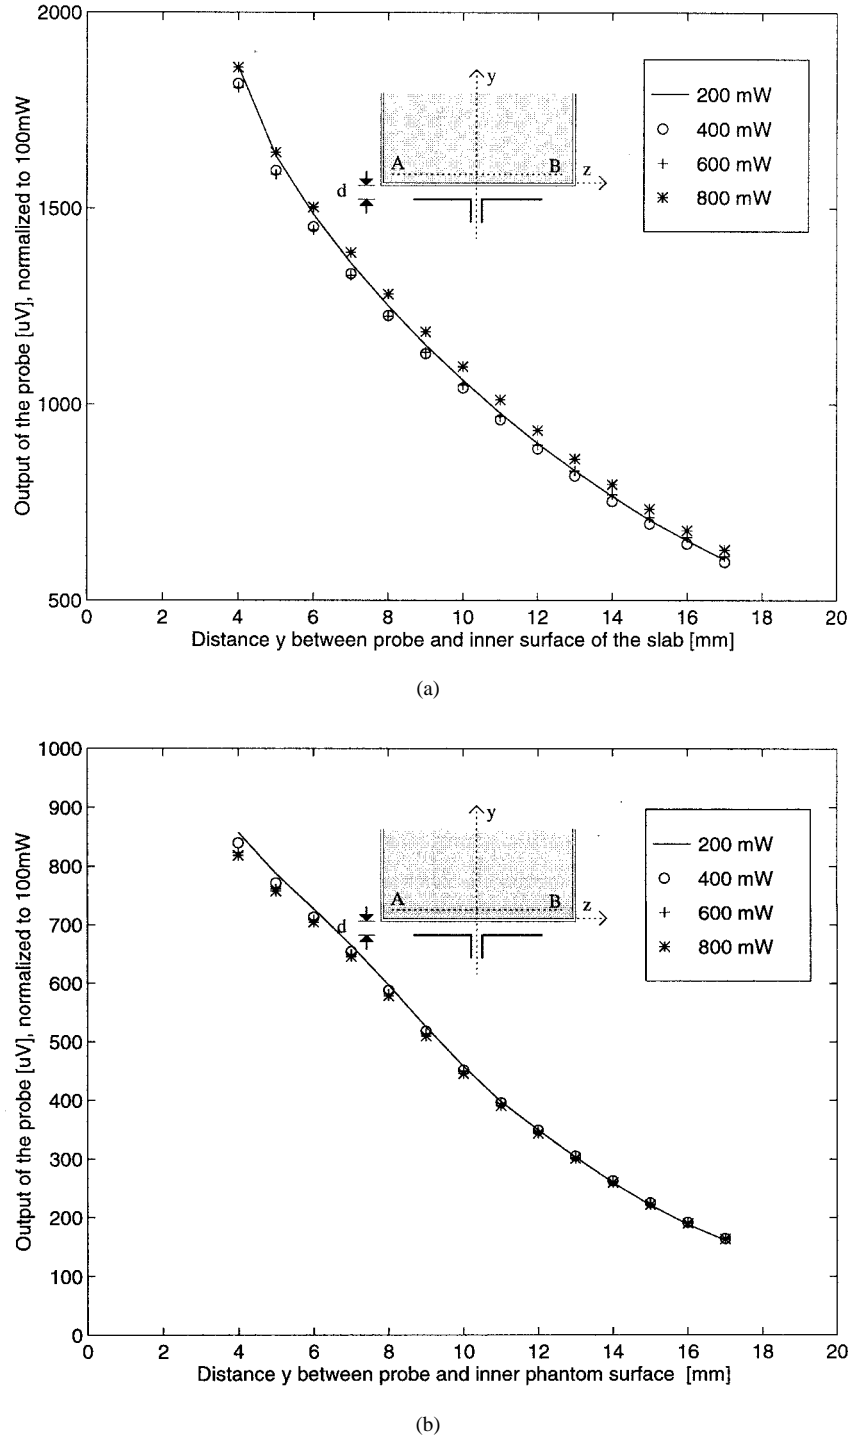 2000
1500
1000
500
0
2
4
6
8
10
12
14
16
18
20
Output of the probe [uV], normalized to 100mW
Distance y between probe and inner surface of the slab [mm]
y
A
B
z
d
200 mW
400 mW
600 mW
800 mW
(a)
1000
900
800
700
600
500
400
300
200
100
0
0
2
4
6
8
10
12
14
16
18
20
Output of the probe [uV], normalized to 100mW
Distance y between probe and inner phantom surface [mm]
y
A
B
z
d
200 mW
400 mW
600 mW
800 mW
(b)